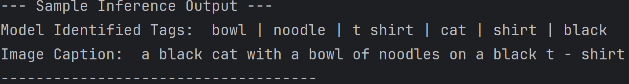 --- Sample Inference Output ---
Model Identified Tags:  bowl | noodle | t shirt | cat | shirt | black
Image Caption:  a black cat with a bowl of noodles on a black t - shirt
-----------------------------------